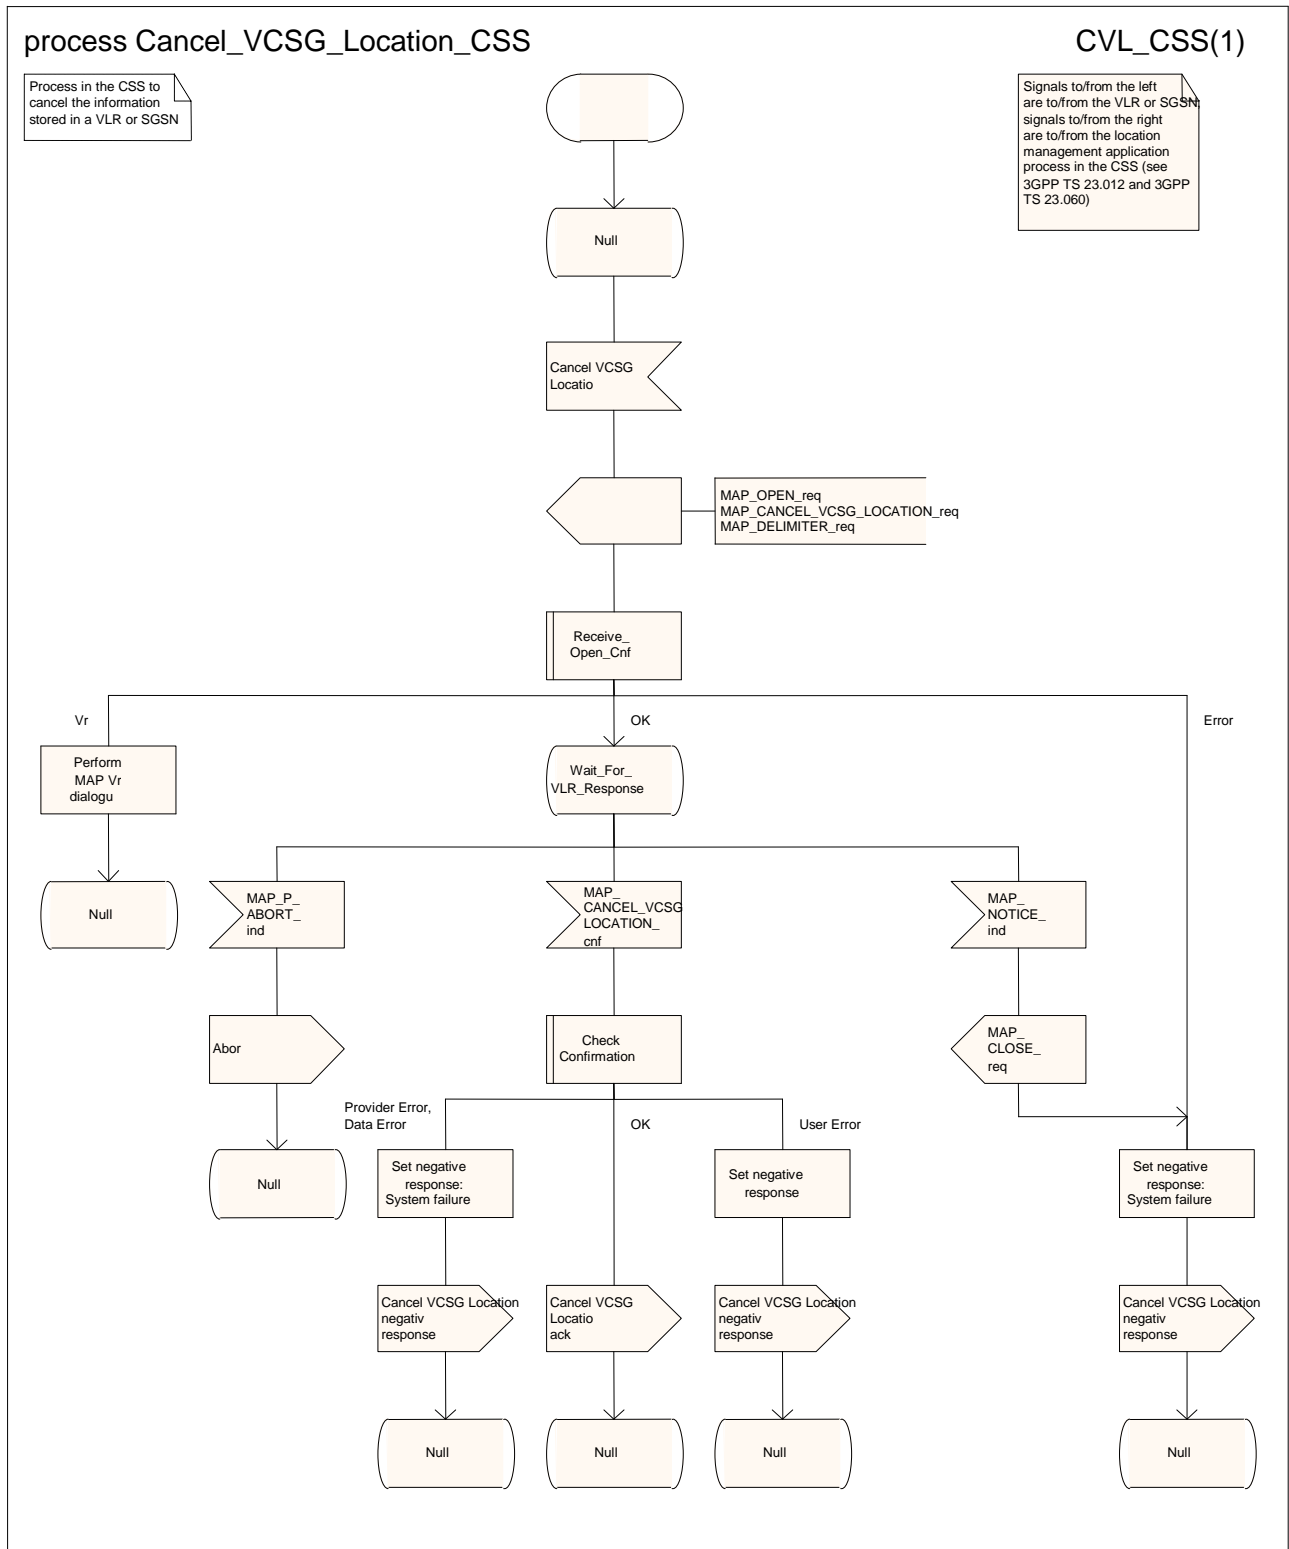 process Cancel_VCSG_Location_CSS
CVL_CSS(1)
Process in the CSS to
cancel the information
stored in a VLR or SGSN
Signals to/from the left
are to/from the VLR or SGSN;
signals to/from the right
are to/from the location
management application
process in the CSS (see
3GPP TS 23.012 and 3GPP
TS 23.060)
Null
Cancel VCSG
Locatio
MAP_OPEN_req
MAP_CANCEL_VCSG_LOCATION_req
MAP_DELIMITER_req
Receive_
Open_Cnf
Vr
OK
Error
Perform
MAP Vr
dialogu
Wait_For_
VLR_Response
Null
MAP_P_
ABORT_
ind
MAP_
CANCEL_VCSG
LOCATION_
cnf
MAP_
NOTICE_
ind
Abor
Check
Confirmation
MAP_
CLOSE_
req
Provider Error,
Data Error
OK
User Error
Null
Set negative
response:
System failure
Set negative
response
Set negative
response:
System failure
Cancel VCSG Location
negativ
response
Cancel VCSG
Locatio
ack
Cancel VCSG Location
negativ
response
Cancel VCSG Location
negativ
response
Null
Null
Null
Null